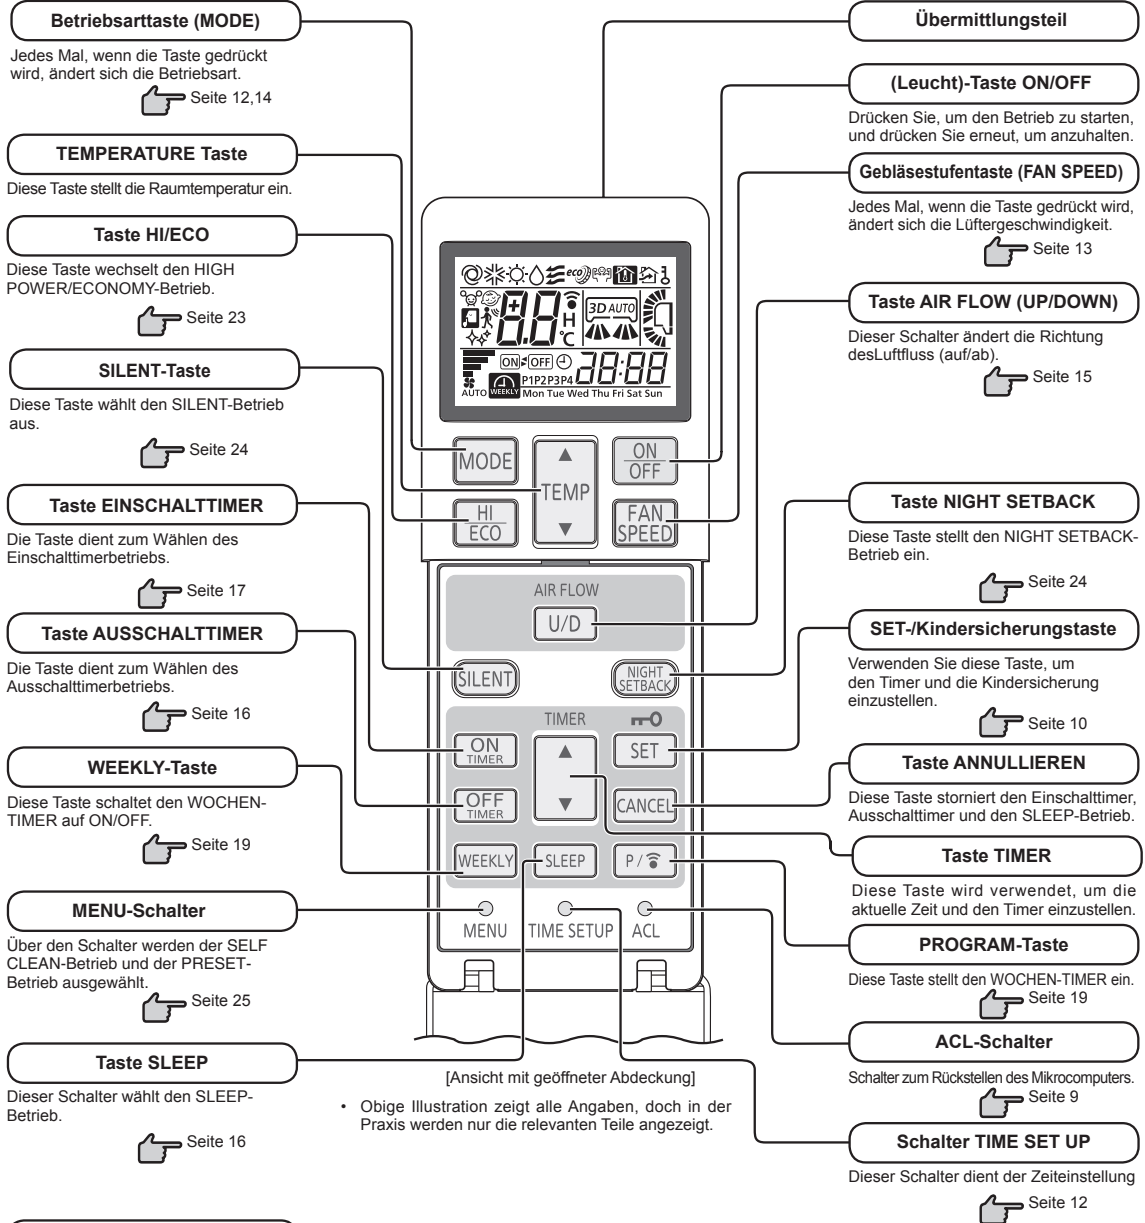 Betriebsarttaste (MODE)
Jedes Mal, wenn die Taste gedrückt
wird, ändert sich die Betriebsart.
Seite 12,14
TEMPERATURE Taste
Diese Taste stellt die Raumtemperatur ein.
Taste HI/ECO
Diese Taste wechselt den HIGH
POWER/ECONOMY-Betrieb.
Seite 23
SILENT-Taste
Diese Taste wählt den SILENT-Betrieb
aus.
Seite 24
Taste EINSCHALTTIMER
Die Taste dient zum Wählen des
Einschalttimerbetriebs.
Seite 17
Taste AUSSCHALTTIMER
Die Taste dient zum Wählen des
Ausschalttimerbetriebs.
Seite 16
WEEKLY-Taste
Diese Taste schaltet den WOCHEN-
TIMER auf ON/OFF.
Seite 19
MENU-Schalter
Über den Schalter werden der SELF
CLEAN-Betrieb und der PRESET-
Betrieb ausgewählt.
Seite 25
Taste SLEEP
Dieser Schalter wählt den SLEEP-
Betrieb.
Seite 16
eco
8.8
H
°C
3D AUTO
ON OFF
P1P2P3P4
28:88
AUTO WEEKLY Mon Tue Wed Thu Fri Sat Sun
MODE
TEMP
ON
OFF
HI
ECO
FAN
SPEED
AIR FLOW
U/D
SILENT
NIGHT
SETBACK
TIMER
ON
TIMER
SET
OFF
TIMER
CANCEL
WEEKLY
SLEEP
P/
MENU
TIME SETUP
ACL
[Ansicht mit geöffneter Abdeckung]
• Obige Illustration zeigt alle Angaben, doch in der
Praxis werden nur die relevanten Teile angezeigt.
Übermittlungsteil
(Leucht)-Taste ON/OFF
Drücken Sie, um den Betrieb zu starten,
und drücken Sie erneut, um anzuhalten.
Gebläsestufentaste (FAN SPEED)
Jedes Mal, wenn die Taste gedrückt wird,
ändert sich die Lüftergeschwindigkeit.
Seite 13
Taste AIR FLOW (UP/DOWN)
Dieser Schalter ändert die Richtung
desLuftfluss (auf/ab).
Seite 15
Taste NIGHT SETBACK
Diese Taste stellt den NIGHT SETBACK-
Betrieb ein.
Seite 24
SET-/Kindersicherungstaste
Verwenden Sie diese Taste, um
den Timer und die Kindersicherung
einzustellen.
Seite 10
Taste ANNULLIEREN
Diese Taste storniert den Einschalttimer,
Ausschalttimer und den SLEEP-Betrieb.
Taste TIMER
Diese Taste wird verwendet, um die
aktuelle Zeit und den Timer einzustellen.
PROGRAM-Taste
Diese Taste stellt den WOCHEN-TIMER ein.
Seite 19
ACL-Schalter
Schalter zum Rückstellen des Mikrocomputers.
Seite 9
Schalter TIME SET UP
Dieser Schalter dient der Zeiteinstellung
Seite 12